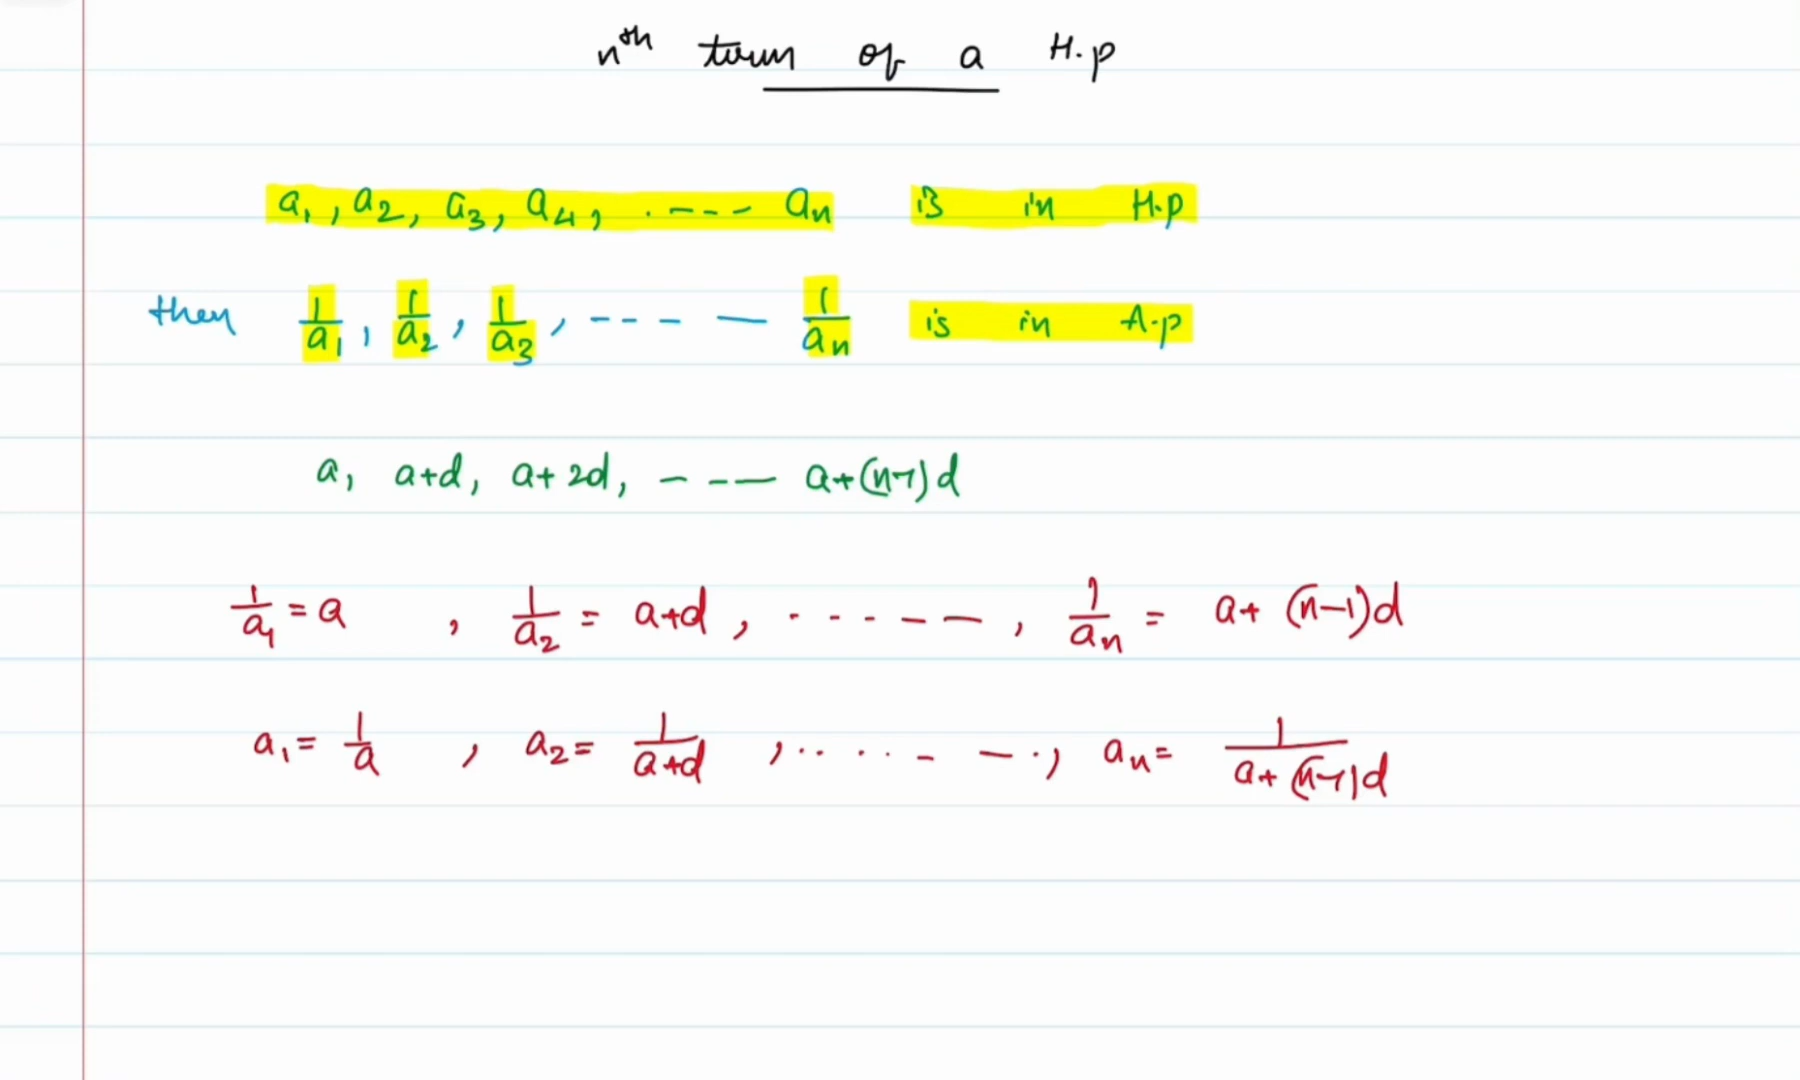 nth term of a H.p
a1, a2, a3, a4, .---- an is in H.p
then 1/a1, 1/a2, 1/a3, ---- — 1/an is in A.p
a, a+d, a+2d, - -- — a+(n-1)d
1/a1 = a , 1/a2 = a+d, - - - - — — , 1/an = a+ (n-1)d
a1 = 1/a , a2 = 1/a+d ,.. . . - — ., an = 1/a+(n-1)d